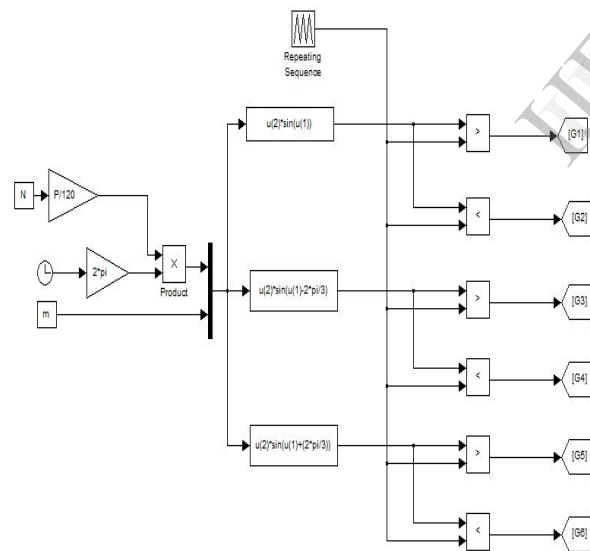 Repeating
Sequence
u(2)*sin(u(1))
>
[G1]
N
P/120
<
[G2]
2*pi
X
Product
m
u(2)*sin(u(1)-2*pi/3)
>
[G3]
<
[G4]
u(2)*sin(u(1)+(2*pi/3))
>
[G5]
<
[G6]